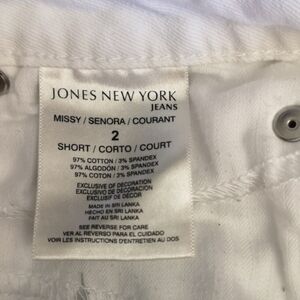 JONES NEW YORK
JEANS
MISSY / SENORA / COURANT
2
SHORT / CORTO / COURT
97% COTTON / 3% SPANDEX
97% ALGODÓN / 3% SPANDEX
97% COTON / 3% SPANDEX
EXCLUSIVE OF DECORATION
EXCLUSIVO DE DECORACION
EXCLUSIF DE DECORATION
MADE IN SRI LANKA
HECHO EN SRI LANKA
FAIT AU SRI LANKA
SEE REVERSE FOR CARE
VER AL REVERSO PARA EL CUIDADO
VOIR LES INSTRUCTIONS D'ENTRETIEN AU DOS